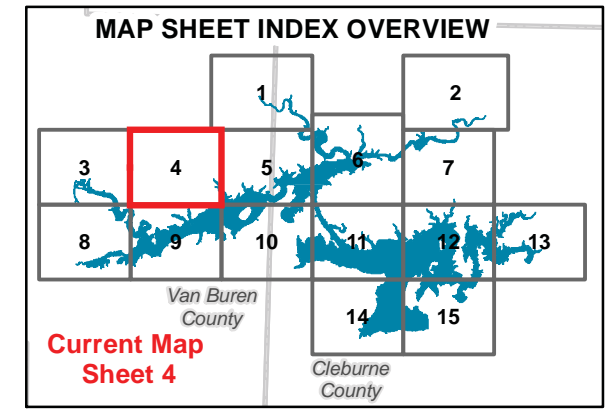 MAP SHEET INDEX OVERVIEW
1
2
3
4
5
6
7
8
9
10
11
12
13
Van Buren
County
14
15
Current Map
Sheet 4
Cleburne
County